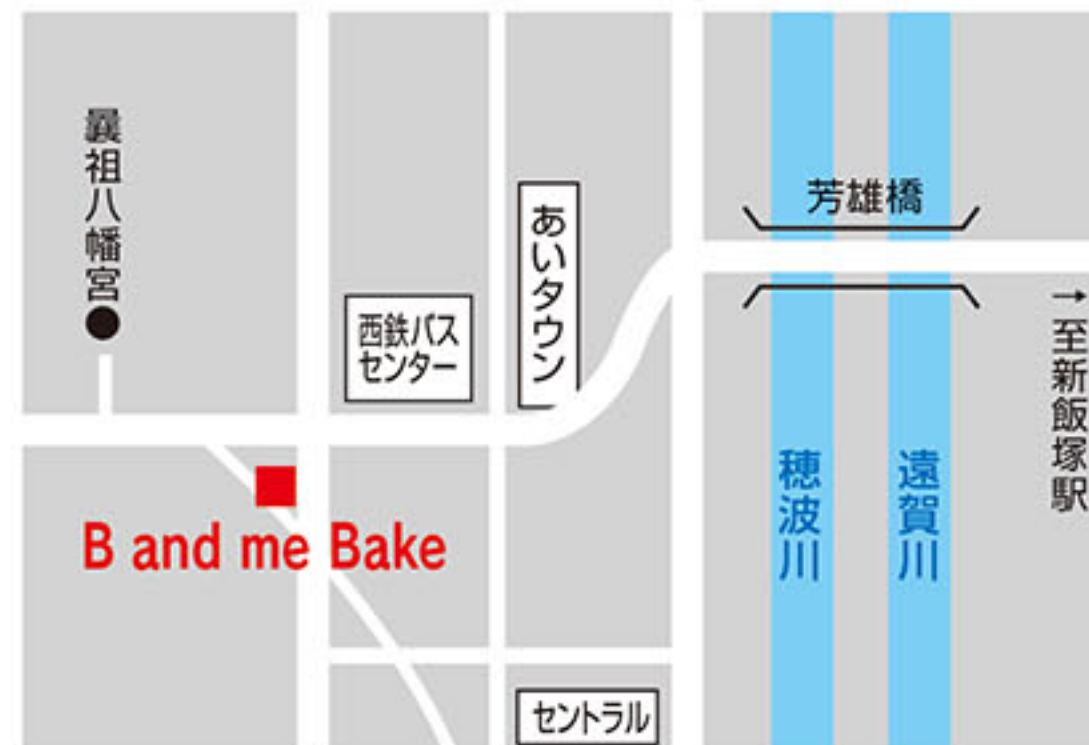 曩祖八幡宮
芳雄橋
あいタウン
西鉄バス
センター
→至新飯塚駅
穂波川
遠賀川
B and me Bake
セントラル